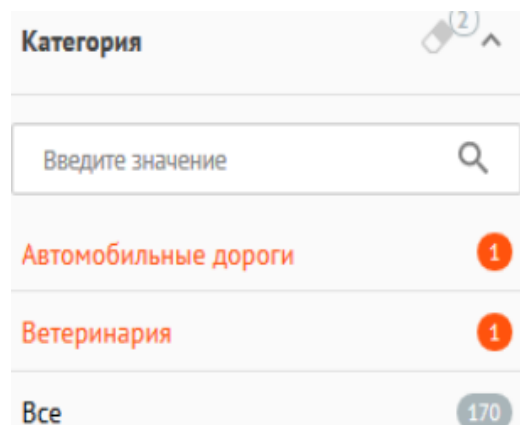 Категория 2
Введите значение
Автомобильные дороги 1
Ветеринария 1
Все 170